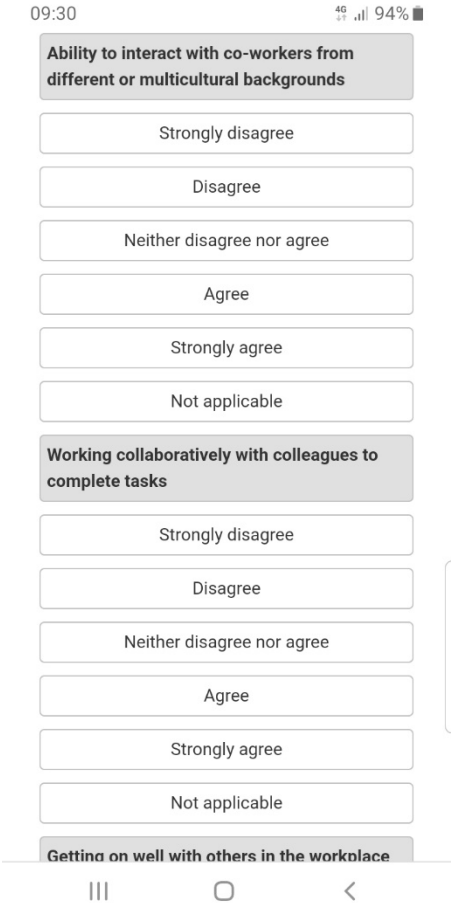 09:30 4G 94%
Ability to interact with co-workers from
different or multicultural backgrounds
Strongly disagree
Disagree
Neither disagree nor agree
Agree
Strongly agree
Not applicable
Working collaboratively with colleagues to
complete tasks
Strongly disagree
Disagree
Neither disagree nor agree
Agree
Strongly agree
Not applicable
Getting on well with others in the workplace